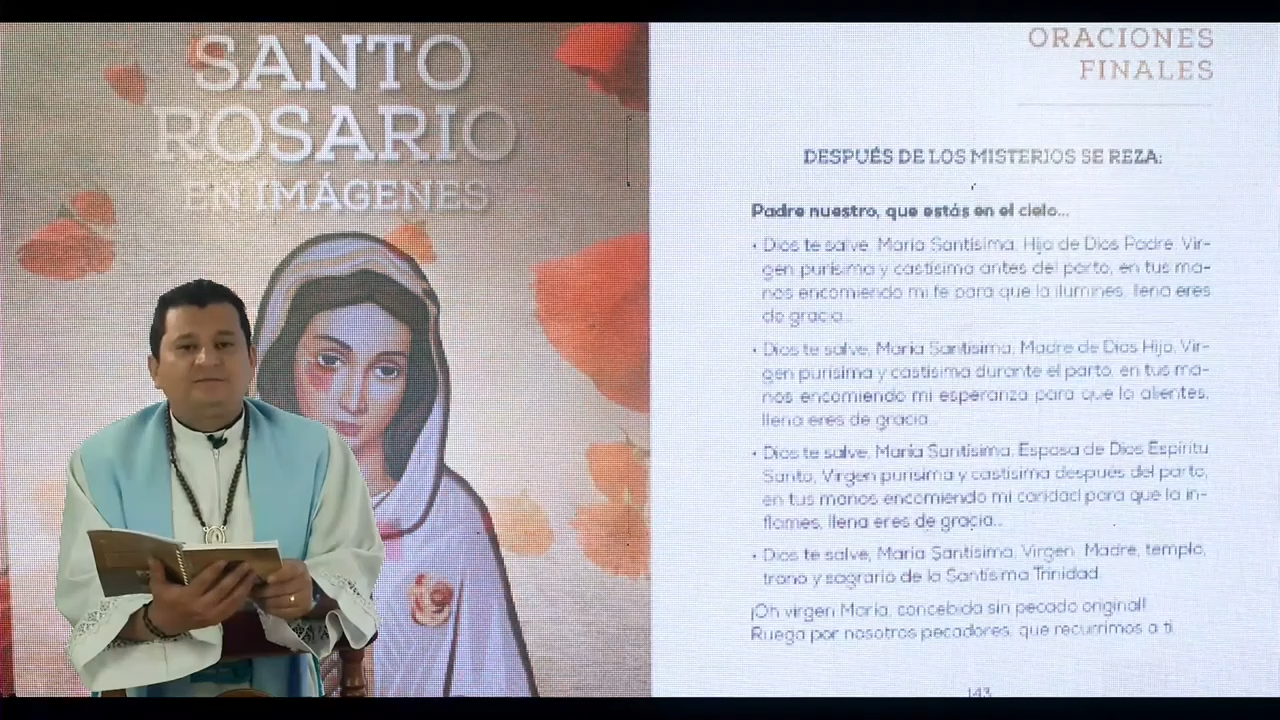 SANTO
ROSARIO
EN IMÁGENES
ORACIONES
FINALES
DESPUÉS DE LOS MISTERIOS SE REZA:
Padre nuestro, que estás en el cielo...
• Dios te salve, María Santísima, Hija de Dios Padre, Vir-
gen purísima y castísima antes del parto, en tus ma-
nos encomiendo mi fe para que la ilumines, llena eres
de gracia...
• Dios te salve, María Santísima, Madre de Dios Hijo, Vir-
gen purísima y castísima durante el parto, en tus ma-
nos encomiendo mi esperanza para que la alientes,
llena eres de gracia
• Dios te salve, María Santísima, Esposa de Dios Espíritu
Santo, Virgen purísima y castísima después del parto,
en tus manos encomiendo mi caridad para que la in-
flames, llena eres de gracia...
• Dios te salve, María Santísima, Virgen Madre, templo,
trono y sagrario de la Santísima Trinidad
¡Oh virgen María, concebida sin pecado original!
Ruega por nosotros pecadores, que recurrimos a ti
143